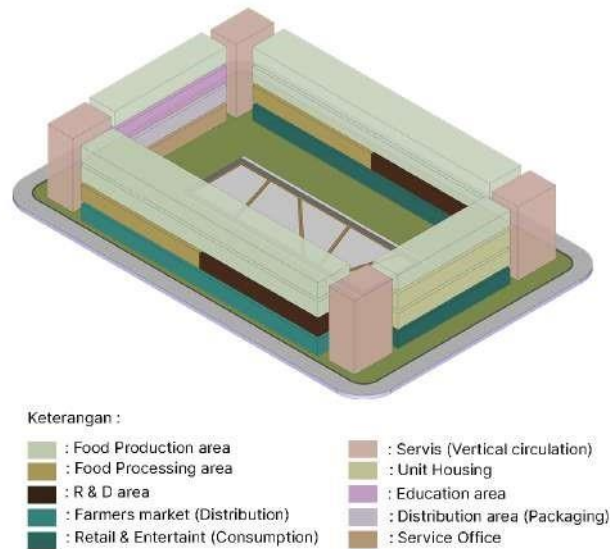 Keterangan :
: Food Production area
: Food Processing area
: R & D area
: Farmers market (Distribution)
: Retail & Entertaint (Consumption)
: Servis (Vertical circulation)
: Unit Housing
: Education area
: Distribution area (Packaging)
: Service Office